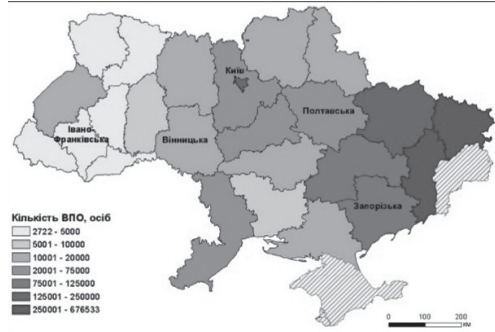 Київ
Полтавська
Івано-
Франківська
Вінницька
Запорізька
Кількість ВПО, осіб
2722 - 5000
5001 - 10000
10001 - 20000
20001 - 75000
75001 - 125000
125001 - 250000
250001 - 676533
0 100 200
км